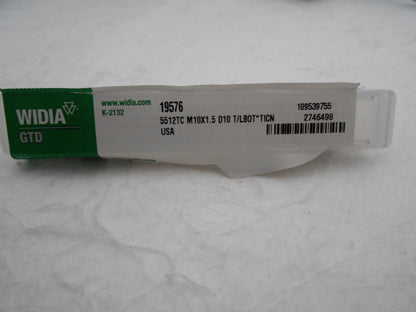 WIDIA
GTD
www.widia.com
K-2132
19576
5512TC M10X1.5 D10 T/LBOT*TICN
USA
109539755
2746498